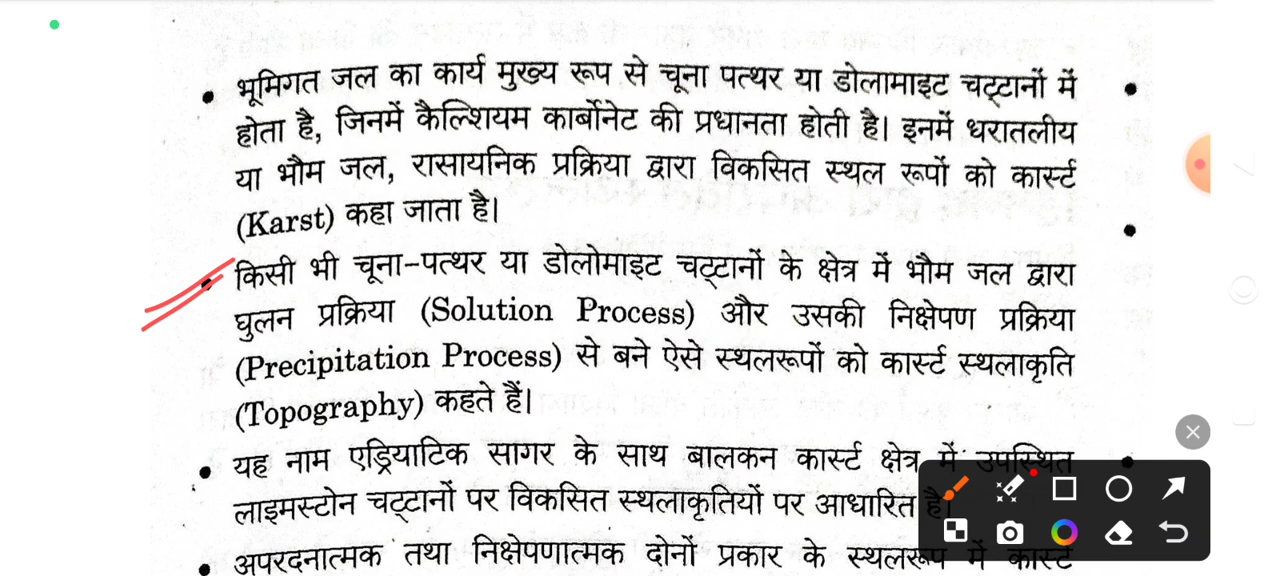 भूमिगत जल का कार्य मुख्य रूप से चूना पत्थर या डोलामाइट चट्टानों में
होता है, जिनमें कैल्शियम कार्बोनेट की प्रधानता होती है। इनमें धरातलीय
या भौम जल, रासायनिक प्रक्रिया द्वारा विकसित स्थल रूपों को कार्स्ट
(Karst) कहा जाता है।
किसी भी चूना-पत्थर या डोलोमाइट चट्टानों के क्षेत्र में भौम जल द्वारा
घुलन प्रक्रिया (Solution Process) और उसकी निक्षेपण प्रक्रिया
(Precipitation Process) से बने ऐसे स्थलरूपों को कार्स्ट स्थलाकृति
(Topography) कहते हैं।
यह नाम एड्रियाटिक सागर के साथ बालकन कार्स्ट क्षेत्र में उपस्थित
लाइमस्टोन चट्टानों पर विकसित स्थलाकृतियों पर आधारित है।
अपरदनात्मक तथा निक्षेपणात्मक दोनों प्रकार के स्थलरूप में कार्स्ट